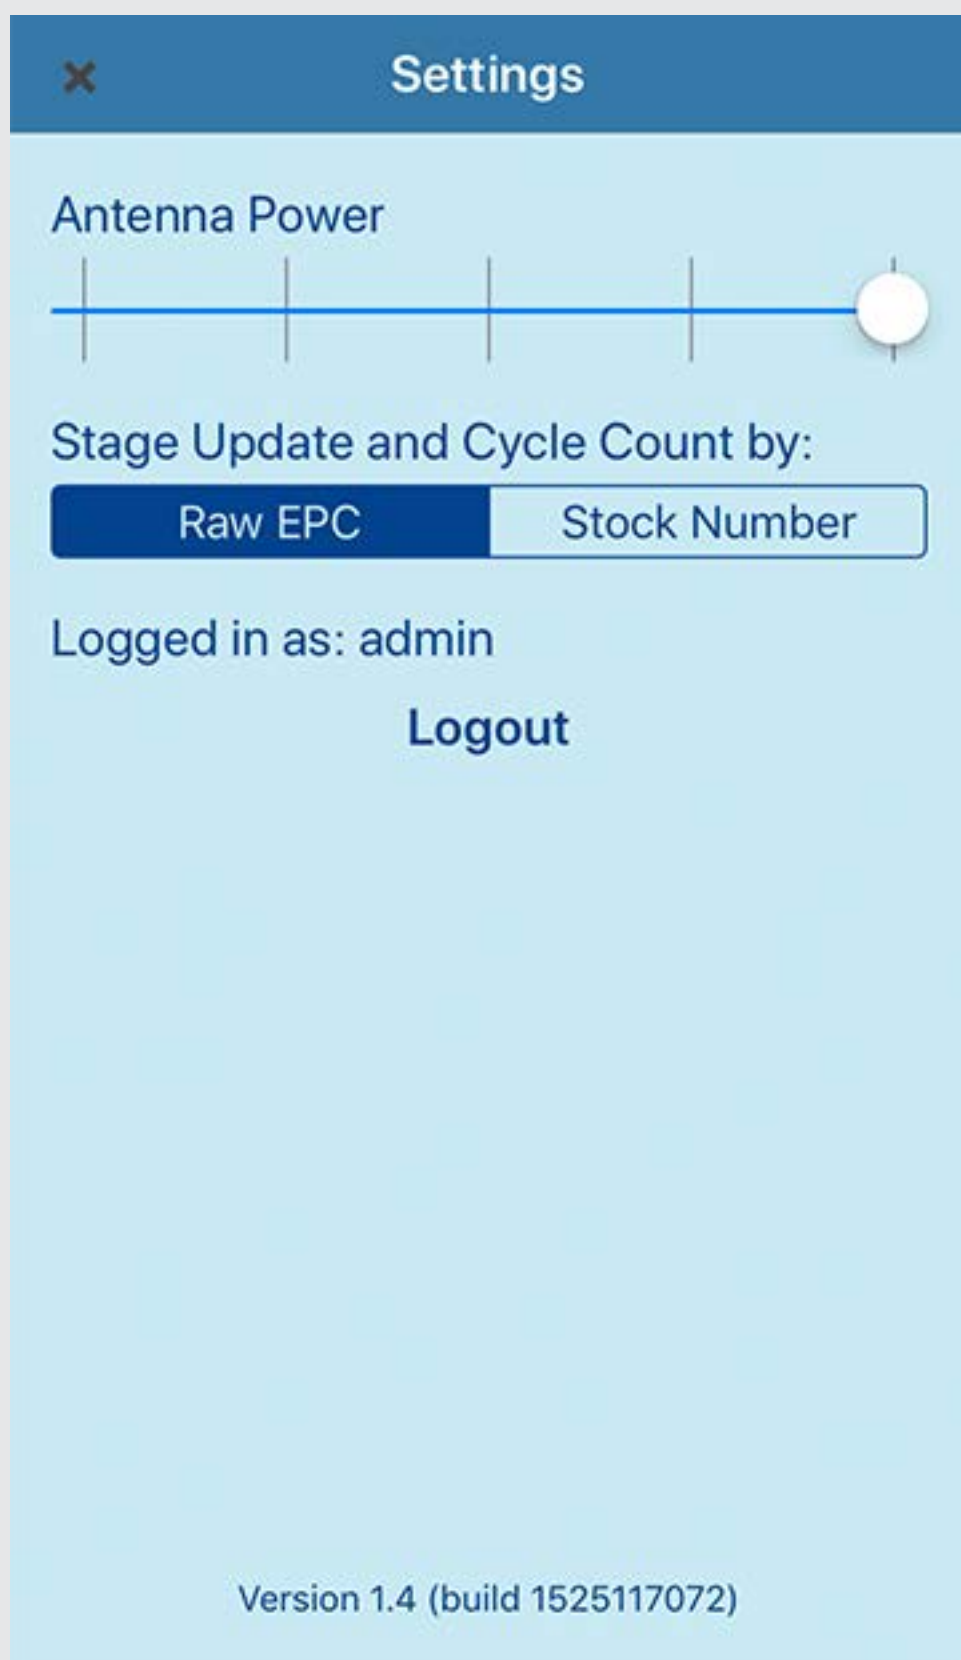 Settings
Antenna Power
Stage Update and Cycle Count by:
Raw EPC Stock Number
Logged in as: admin
Logout
Version 1.4 (build 1525117072)